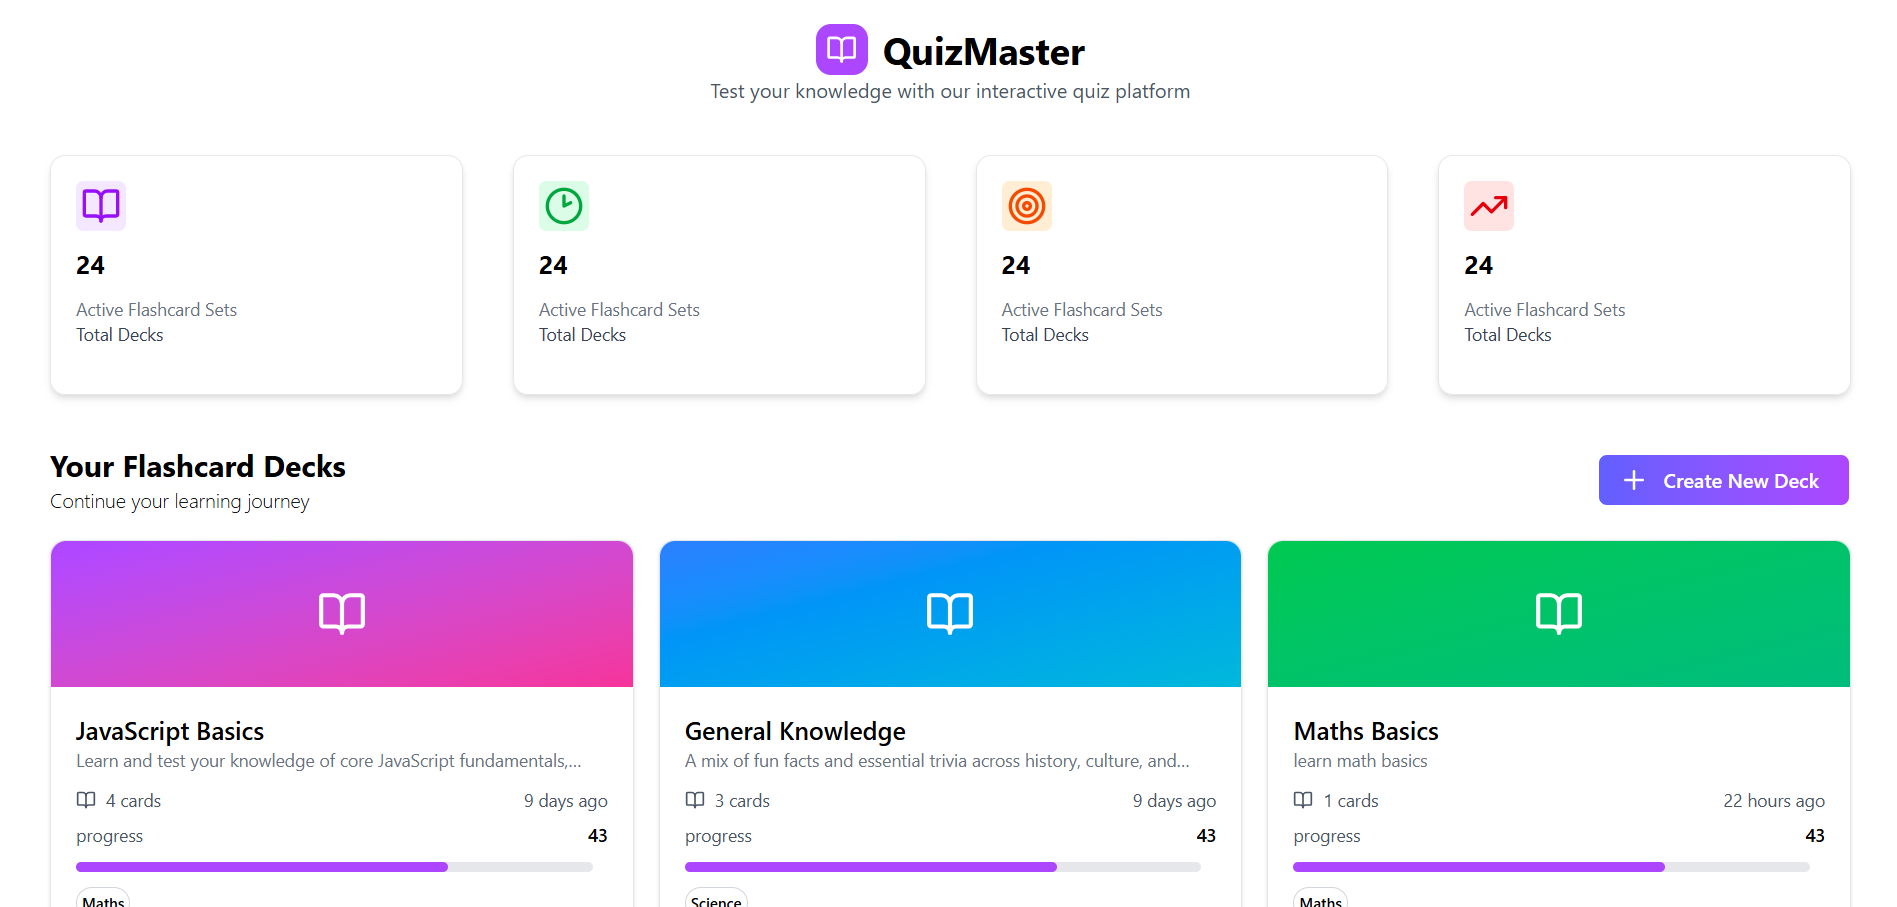 QuizMaster
Test your knowledge with our interactive quiz platform
24
Active Flashcard Sets
Total Decks
24
Active Flashcard Sets
Total Decks
24
Active Flashcard Sets
Total Decks
24
Active Flashcard Sets
Total Decks
Your Flashcard Decks
Continue your learning journey
Create New Deck
JavaScript Basics
Learn and test your knowledge of core JavaScript fundamentals,...
4 cards
9 days ago
progress
43
Maths
General Knowledge
A mix of fun facts and essential trivia across history, culture, and...
3 cards
9 days ago
progress
43
Science
Maths Basics
learn math basics
1 cards
22 hours ago
progress
43
Maths